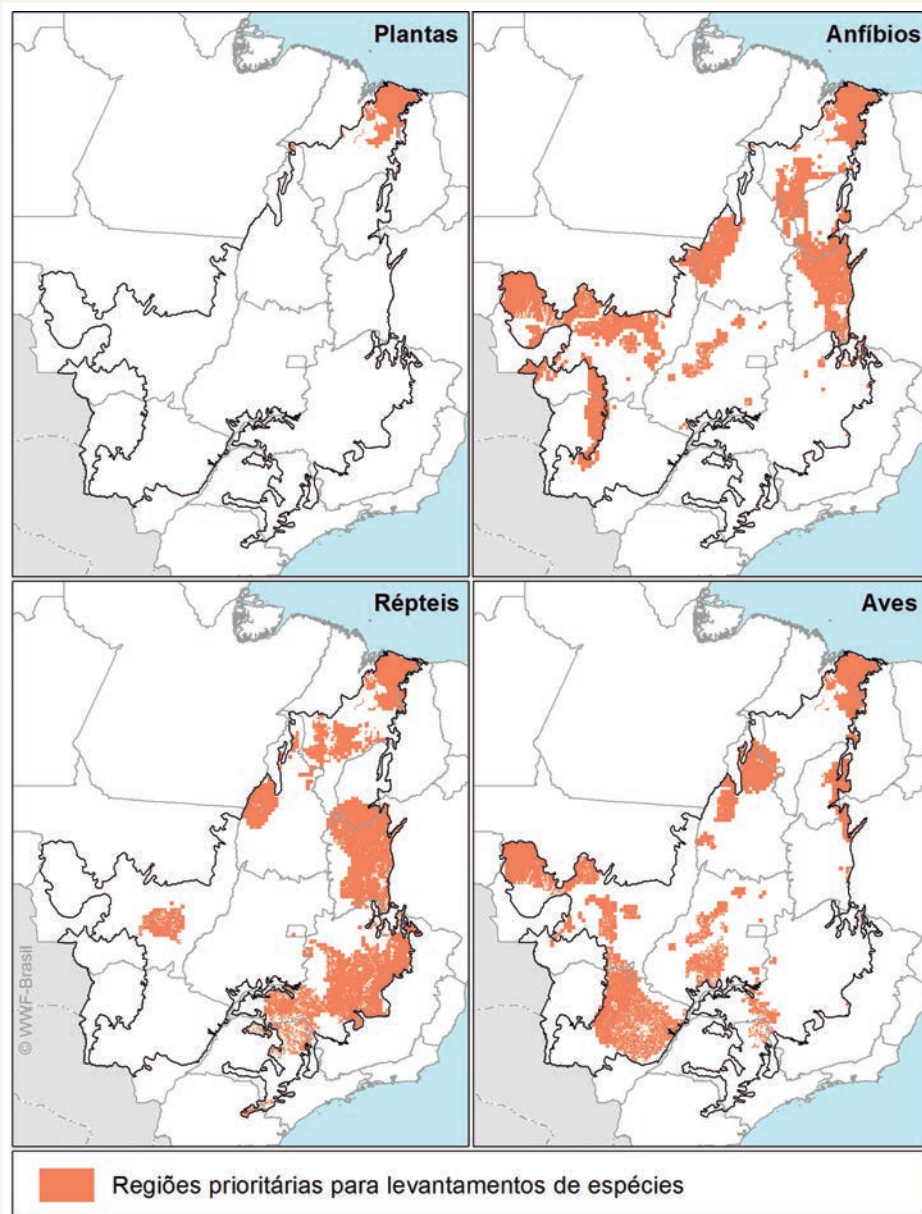 Plantas
Anfíbios
Répteis
Aves
© WWF-Brasil
Regiões prioritárias para levantamentos de espécies